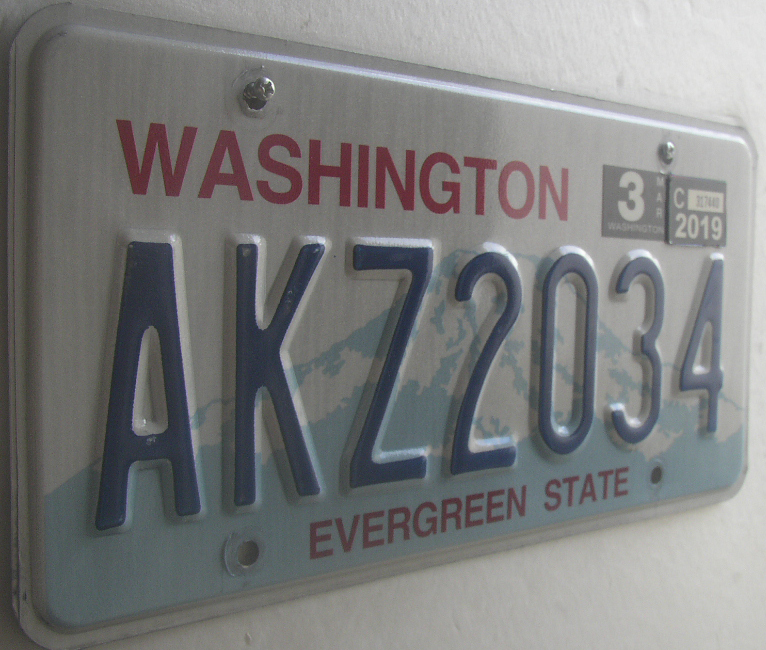 WASHINGTON
3 MAR
WASHINGTON
C
2019
AKZ2034
EVERGREEN STATE